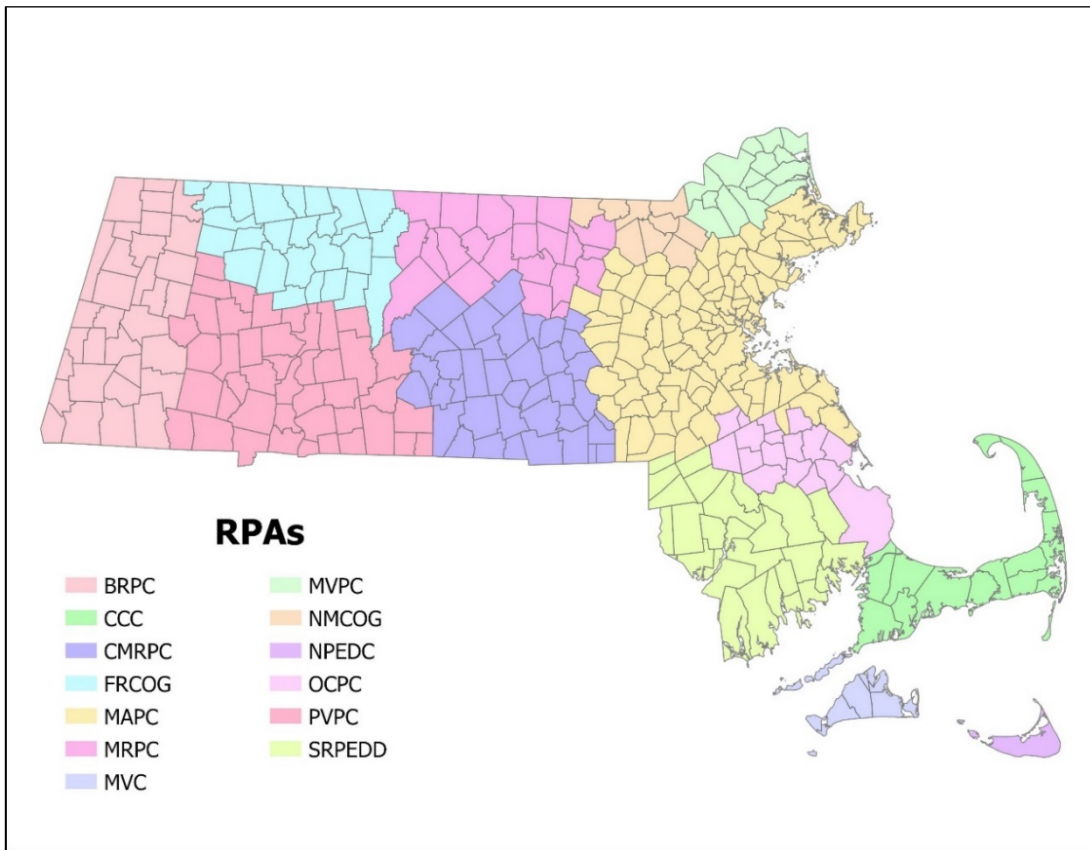 RPAs
BRPC
CCC
CMRPC
FRCOG
MAPC
MRPC
MVC
MVPC
NMCOG
NPEDC
OCPC
PVPC
SRPEDD